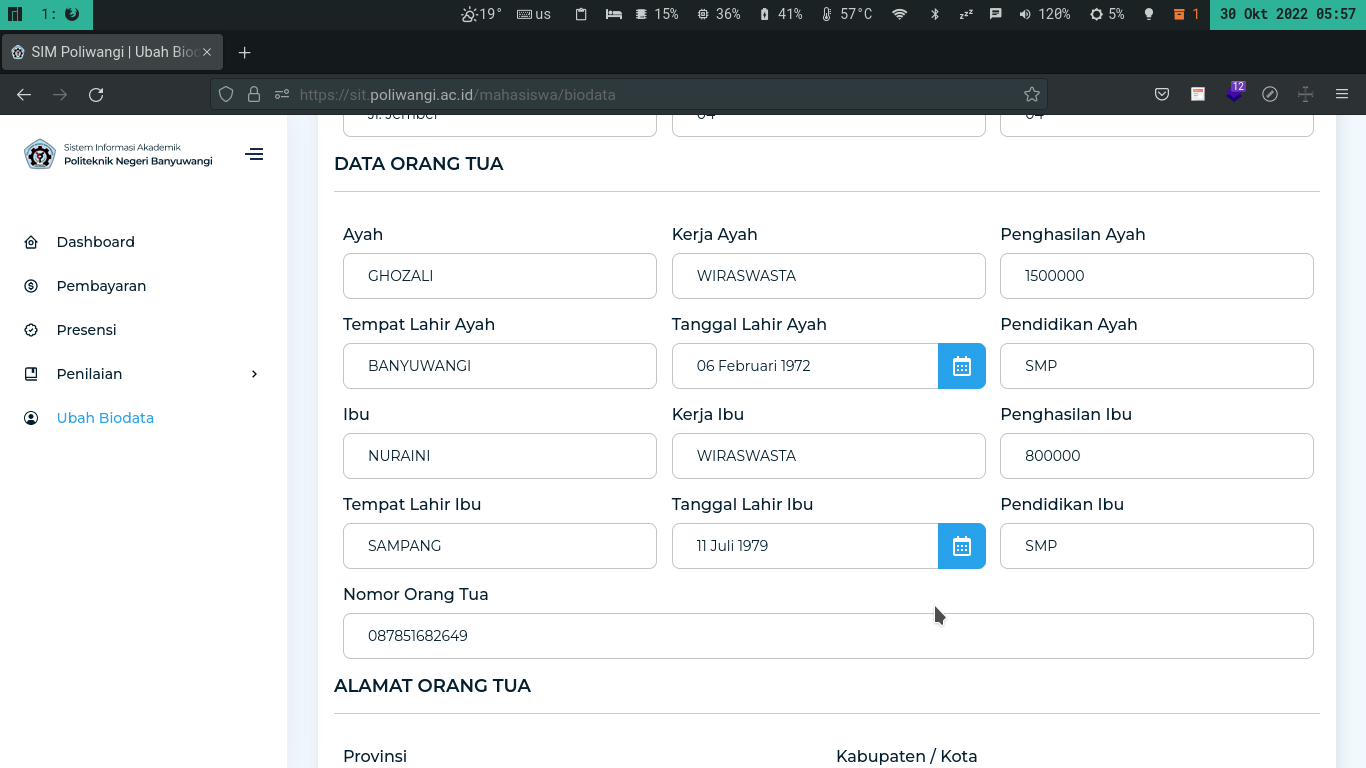 1: 19° us 15% 36% 41% 57°C 120% 5% 1 30 Okt 2022 05:57
SIM Poliwangi | Ubah Bio
https://sit.poliwangi.ac.id/mahasiswa/biodata 12
Jl. Jember 04 04
Sistem Informasi Akademik
Politeknik Negeri Banyuwangi
Dashboard
Pembayaran
Presensi
Penilaian
Ubah Biodata
DATA ORANG TUA
Ayah Kerja Ayah Penghasilan Ayah
GHOZALI WIRASWASTA 1500000
Tempat Lahir Ayah Tanggal Lahir Ayah Pendidikan Ayah
BANYUWANGI 06 Februari 1972 SMP
Ibu Kerja Ibu Penghasilan Ibu
NURAINI WIRASWASTA 800000
Tempat Lahir Ibu Tanggal Lahir Ibu Pendidikan Ibu
SAMPANG 11 Juli 1979 SMP
Nomor Orang Tua
087851682649
ALAMAT ORANG TUA
Provinsi Kabupaten / Kota